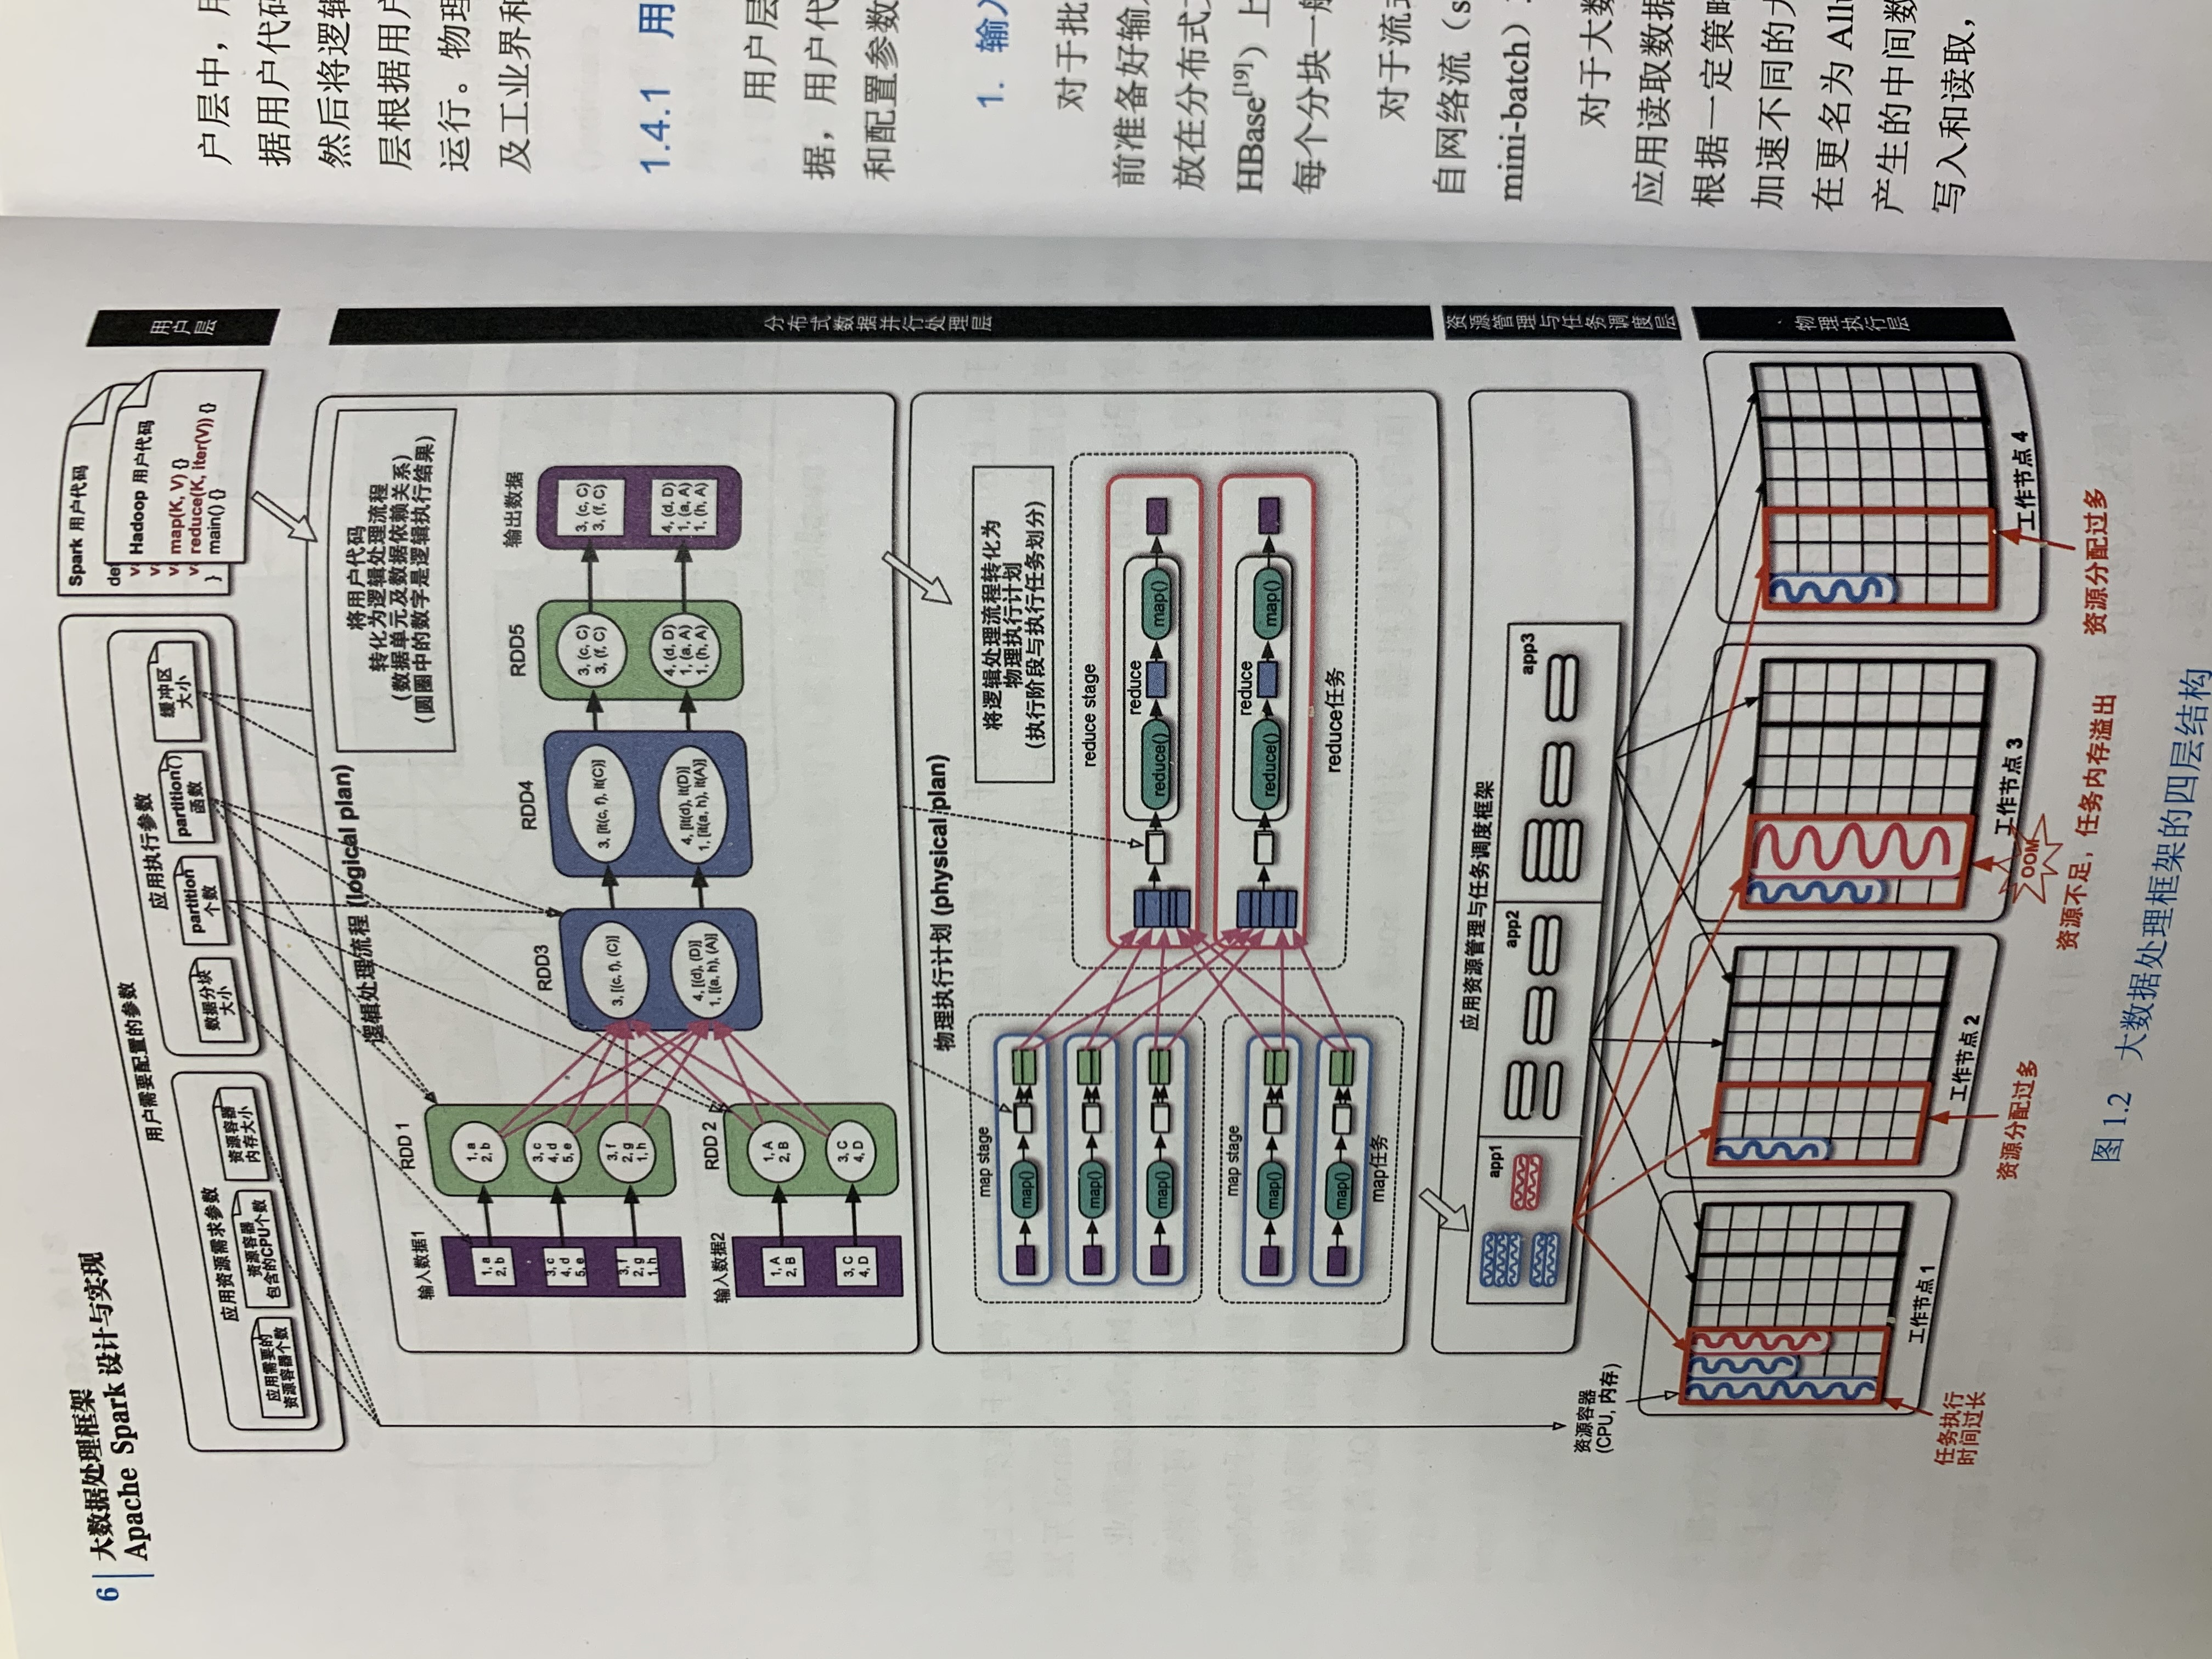 6
大数据处理框架
Apache Spark 设计与实现
用户需要配置的参数
应用资源需求参数
应用需要的
资源容器个数
资源容器
包含的CPU个数
资源容器
内存大小
应用执行参数
数据分块
大小
partition
个数
partition()
函数
缓冲区
大小
Spark 用户代码
def
va
va
va
va
}
Hadoop 用户代码
map(K, V) {}
reduce(K, iter(V)) {}
main() {}
用户层
逻辑处理流程 (logical plan)
将用户代码
转化为逻辑处理流程
(数据单元及数据依赖关系)
(圆圈中的数字是逻辑执行结果)
输入数据1
1, a
2, b
3, c
4, d
5, e
3, f
2, g
1, h
RDD 1
1, a
2, b
3, c
4, d
5, e
3, f
2, g
1, h
输入数据2
1, A
2, B
3, C
4, D
RDD 2
1, A
2, B
3, C
4, D
RDD3
3, [(c, f), (C)]
4, [(d), (D)]
1, [(a, h), (A)]
RDD4
3, [it(c, f), it(C)]
4, [it(d), it(D)]
1, [it(a, h), it(A)]
RDD5
3, (c, C)
3, (f, C)
4, (d, D)
1, (a, A)
1, (h, A)
输出数据
3, (c, C)
3, (f, C)
4, (d, D)
1, (a, A)
1, (h, A)
分布式数据并行处理层
物理执行计划 (physical plan)
将逻辑处理流程转化为
物理执行计划
(执行阶段与执行任务划分)
map stage
map()
map()
map()
map stage
map()
map()
map任务
reduce stage
reduce
reduce()
map()
reduce
reduce()
map()
reduce任务
应用资源管理与任务调度框架
app1
app2
app3
资源管理与任务调度层
资源容器
(CPU, 内存)
工作节点 1
工作节点 2
工作节点 3
工作节点 4
物理执行层
任务执行
时间过长
资源分配过多
OOM
资源不足，任务内存溢出
资源分配过多
图 1.2 大数据处理框架的四层结构
户层中，用
据用户代码
然后将逻辑
层根据用户
运行。物理
及工业界和
1.4.1 用
用户层
据，用户代
和配置参数
1. 输入
对于批
前准备好输入
放在分布式文
HBase[19]）上
每个分块一般
对于流式
自网络流（s
mini-batch）
对于大数
应用读取数据
根据一定策略
加速不同的大
在更名为 Allu
产生的中间数
写入和读取，